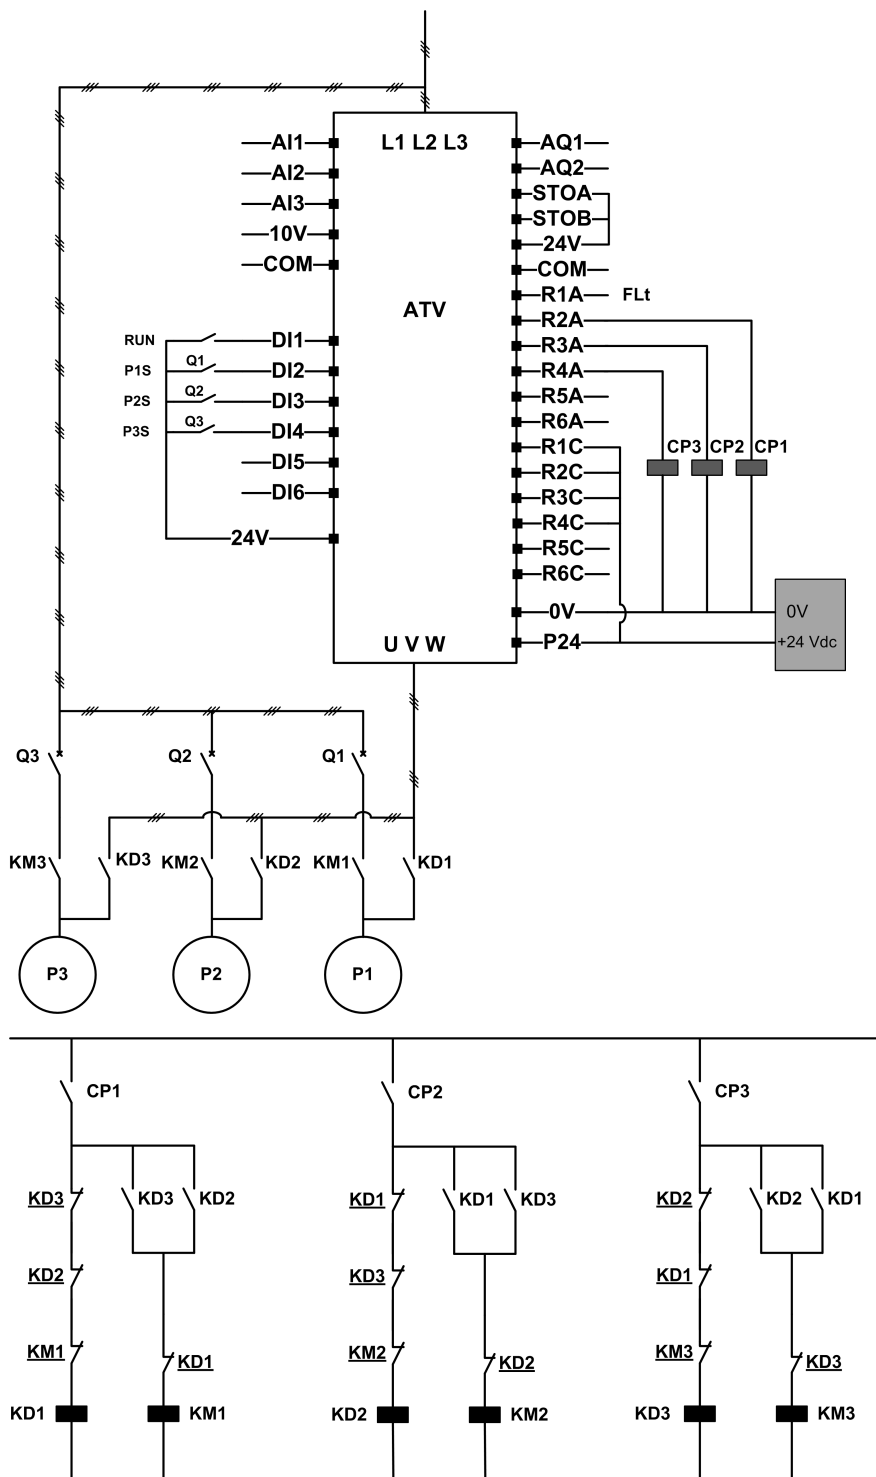 L1 L2 L3
AI1
AQ1
AI2
AQ2
AI3
STOA
10V
STOB
COM
24V
COM
ATV
R1A FLt
R2A
RUN DI1
R3A
P1S Q1 DI2
R4A
P2S Q2 DI3
R5A
P3S Q3 DI4
R6A
DI5
R1C
CP3 CP2 CP1
DI6
R2C
R3C
24V
R4C
R5C
R6C
0V
0V
U V W
P24
+24 Vdc
Q3 Q2 Q1
KM3 KD3 KM2 KD2 KM1 KD1
P3 P2 P1
CP1 CP2 CP3
KD3 KD3 KD2 KD1 KD1 KD3 KD2 KD2 KD1
KD2 KD3 KD1
KM1 KD1 KM2 KD2 KM3 KD3
KD1 KM1 KD2 KM2 KD3 KM3